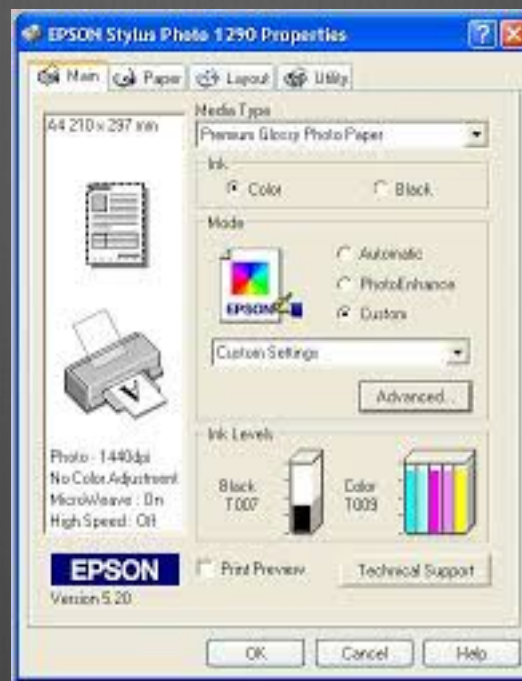 EPSON Stylus Photo 1290 Properties
Main
Paper
Layout
Utility
A4 210 x 297 mm
Media Type
Premium Glossy Photo Paper
Ink
Color
Black
Mode
EPSON
Automatic
PhotoEnhance
Custom
Custom Settings
Advanced...
Photo - 1440dpi
No Color Adjustment
MicroWeave : On
High Speed : Off
Ink Levels
Black
T007
Color
T009
EPSON
Version 5.20
Print Preview
Technical Support
OK
Cancel
Help